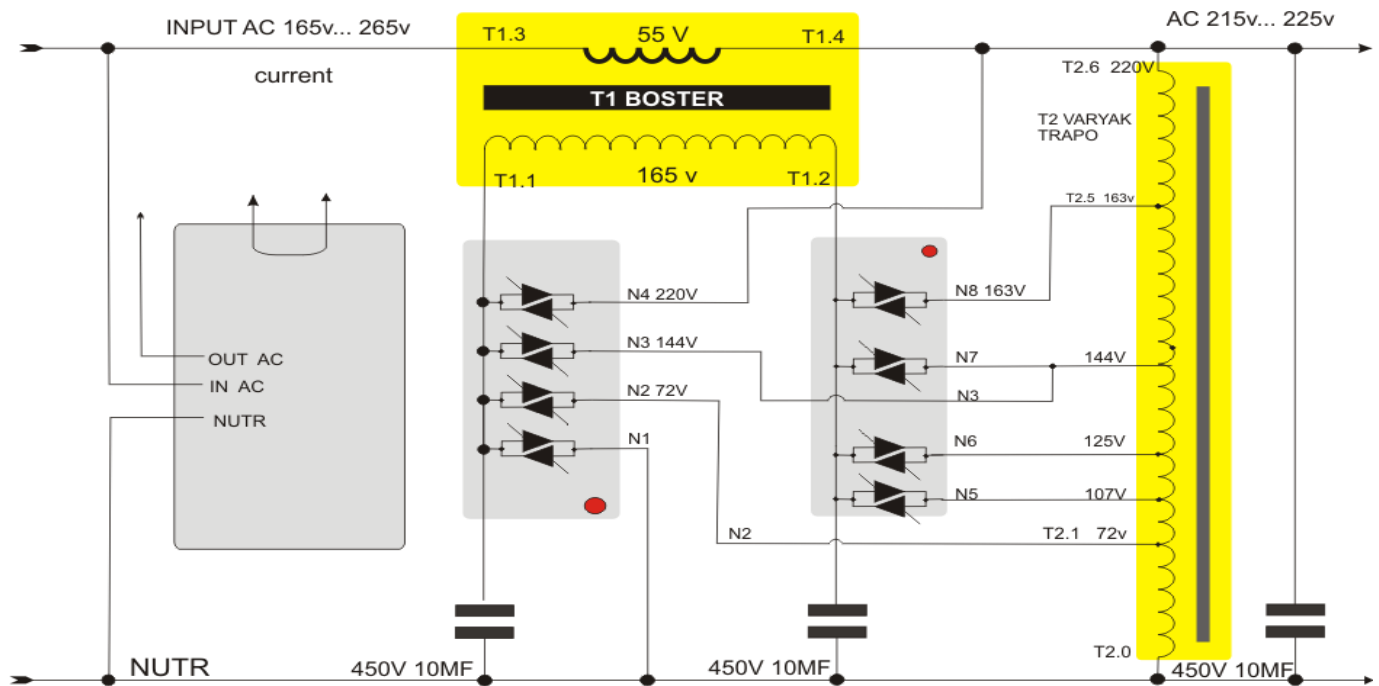 INPUT AC 165v... 265v
AC 215v... 225v
T1.3
55 V
T1.4
current
T1 BOSTER
T2.6 220V
T2 VARYAK
TRAPO
T1.1
165 v
T1.2
T2.5 163v
N4 220V
N8 163V
N3 144V
N7
144V
OUT AC
IN AC
N2 72V
N3
NUTR
N1
N6
125V
N5
107V
N2
T2.1 72v
T2.0
NUTR
450V 10MF
450V 10MF
450V 10MF